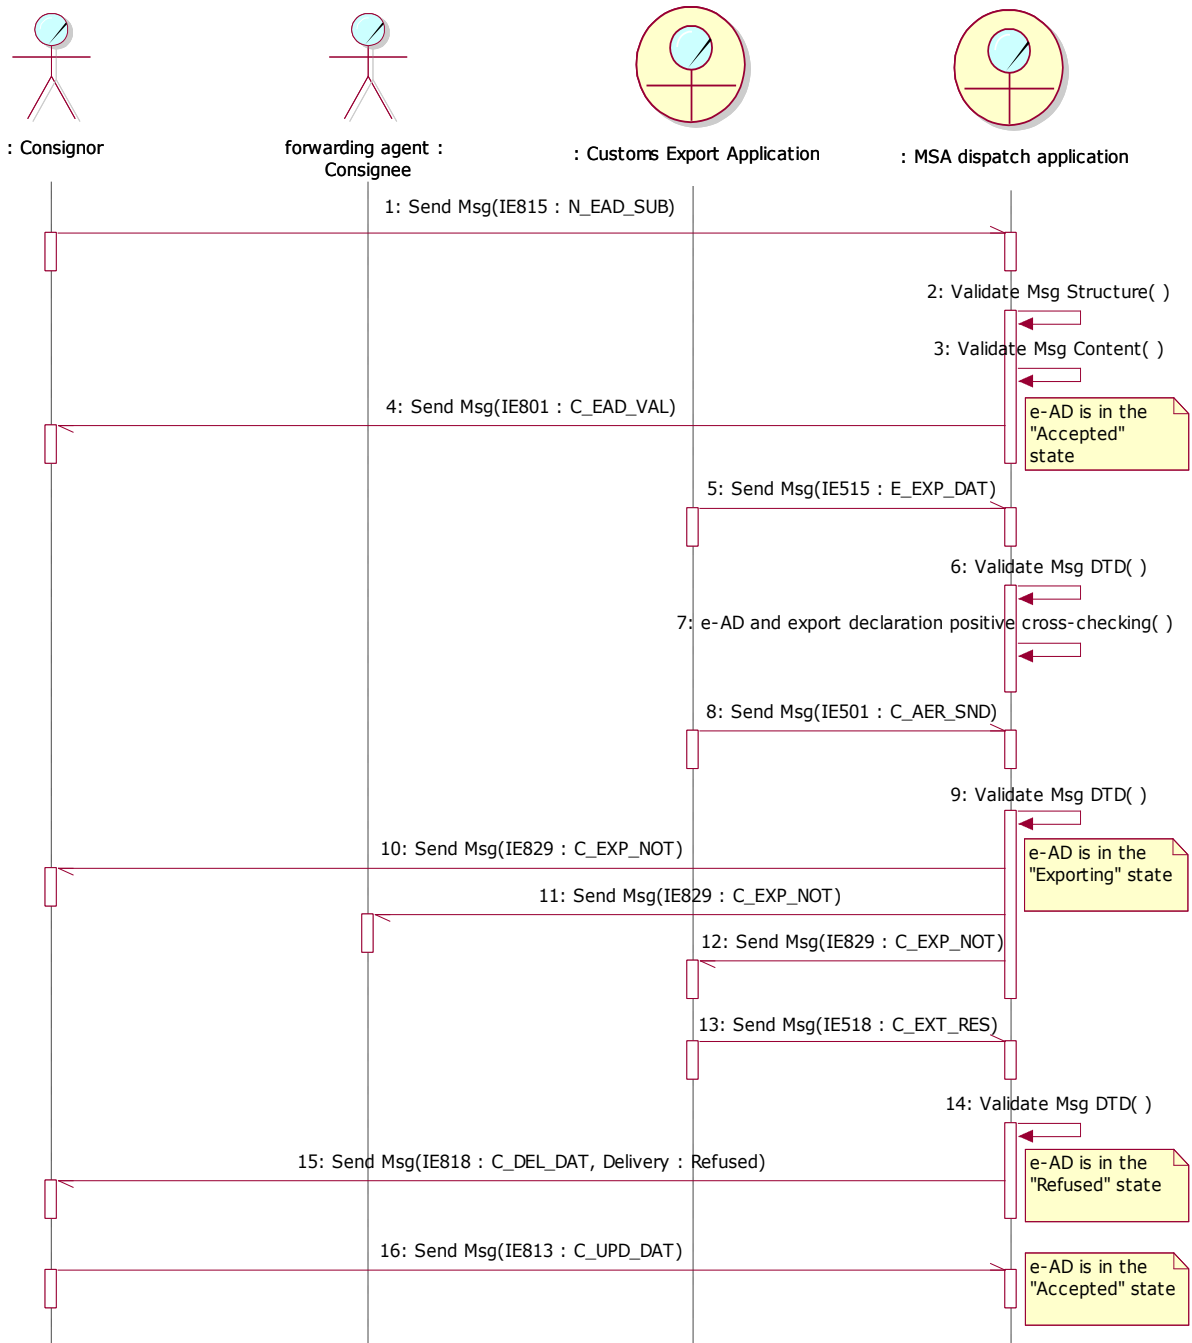 : Consignor
forwarding agent :
Consignee
: Customs Export Application
: MSA dispatch application
1: Send Msg(IE815 : N_EAD_SUB)
2: Validate Msg Structure( )
3: Validate Msg Content( )
4: Send Msg(IE801 : C_EAD_VAL)
e-AD is in the
"Accepted"
state
5: Send Msg(IE515 : E_EXP_DAT)
6: Validate Msg DTD( )
7: e-AD and export declaration positive cross-checking( )
8: Send Msg(IE501 : C_AER_SND)
9: Validate Msg DTD( )
10: Send Msg(IE829 : C_EXP_NOT)
e-AD is in the
"Exporting" state
11: Send Msg(IE829 : C_EXP_NOT)
12: Send Msg(IE829 : C_EXP_NOT)
13: Send Msg(IE518 : C_EXT_RES)
14: Validate Msg DTD( )
15: Send Msg(IE818 : C_DEL_DAT, Delivery : Refused)
e-AD is in the
"Refused" state
16: Send Msg(IE813 : C_UPD_DAT)
e-AD is in the
"Accepted" state